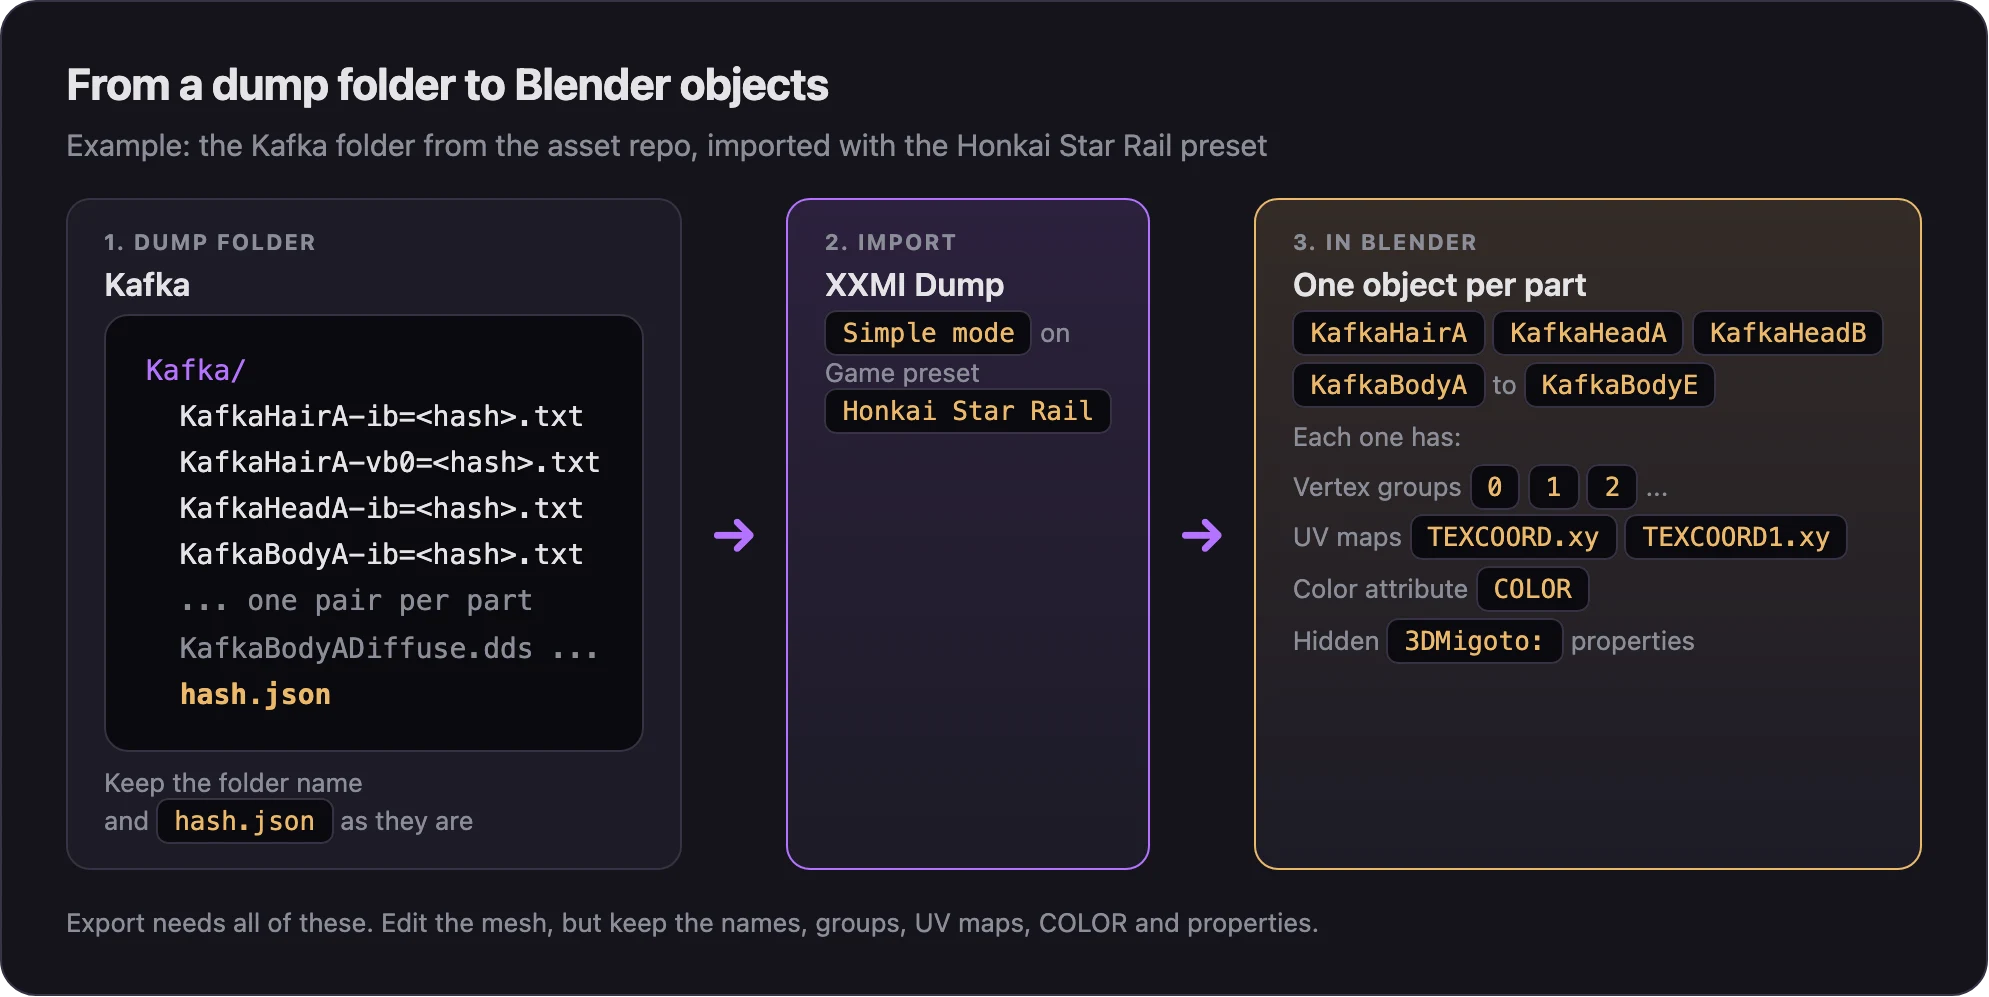 From a dump folder to Blender objects
Example: the Kafka folder from the asset repo, imported with the Honkai Star Rail preset
1. DUMP FOLDER
Kafka
Kafka/
KafkaHairA-ib=<hash>.txt
KafkaHairA-vb0=<hash>.txt
KafkaHeadA-ib=<hash>.txt
KafkaBodyA-ib=<hash>.txt
... one pair per part
KafkaBodyADiffuse.dds ...
hash.json
Keep the folder name
and hash.json as they are
2. IMPORT
XXMI Dump
Simple mode on
Game preset
Honkai Star Rail
3. IN BLENDER
One object per part
KafkaHairA KafkaHeadA KafkaHeadB
KafkaBodyA to KafkaBodyE
Each one has:
Vertex groups 0 1 2 ...
UV maps TEXCOORD.xy TEXCOORD1.xy
Color attribute COLOR
Hidden 3DMigoto: properties
Export needs all of these. Edit the mesh, but keep the names, groups, UV maps, COLOR and properties.